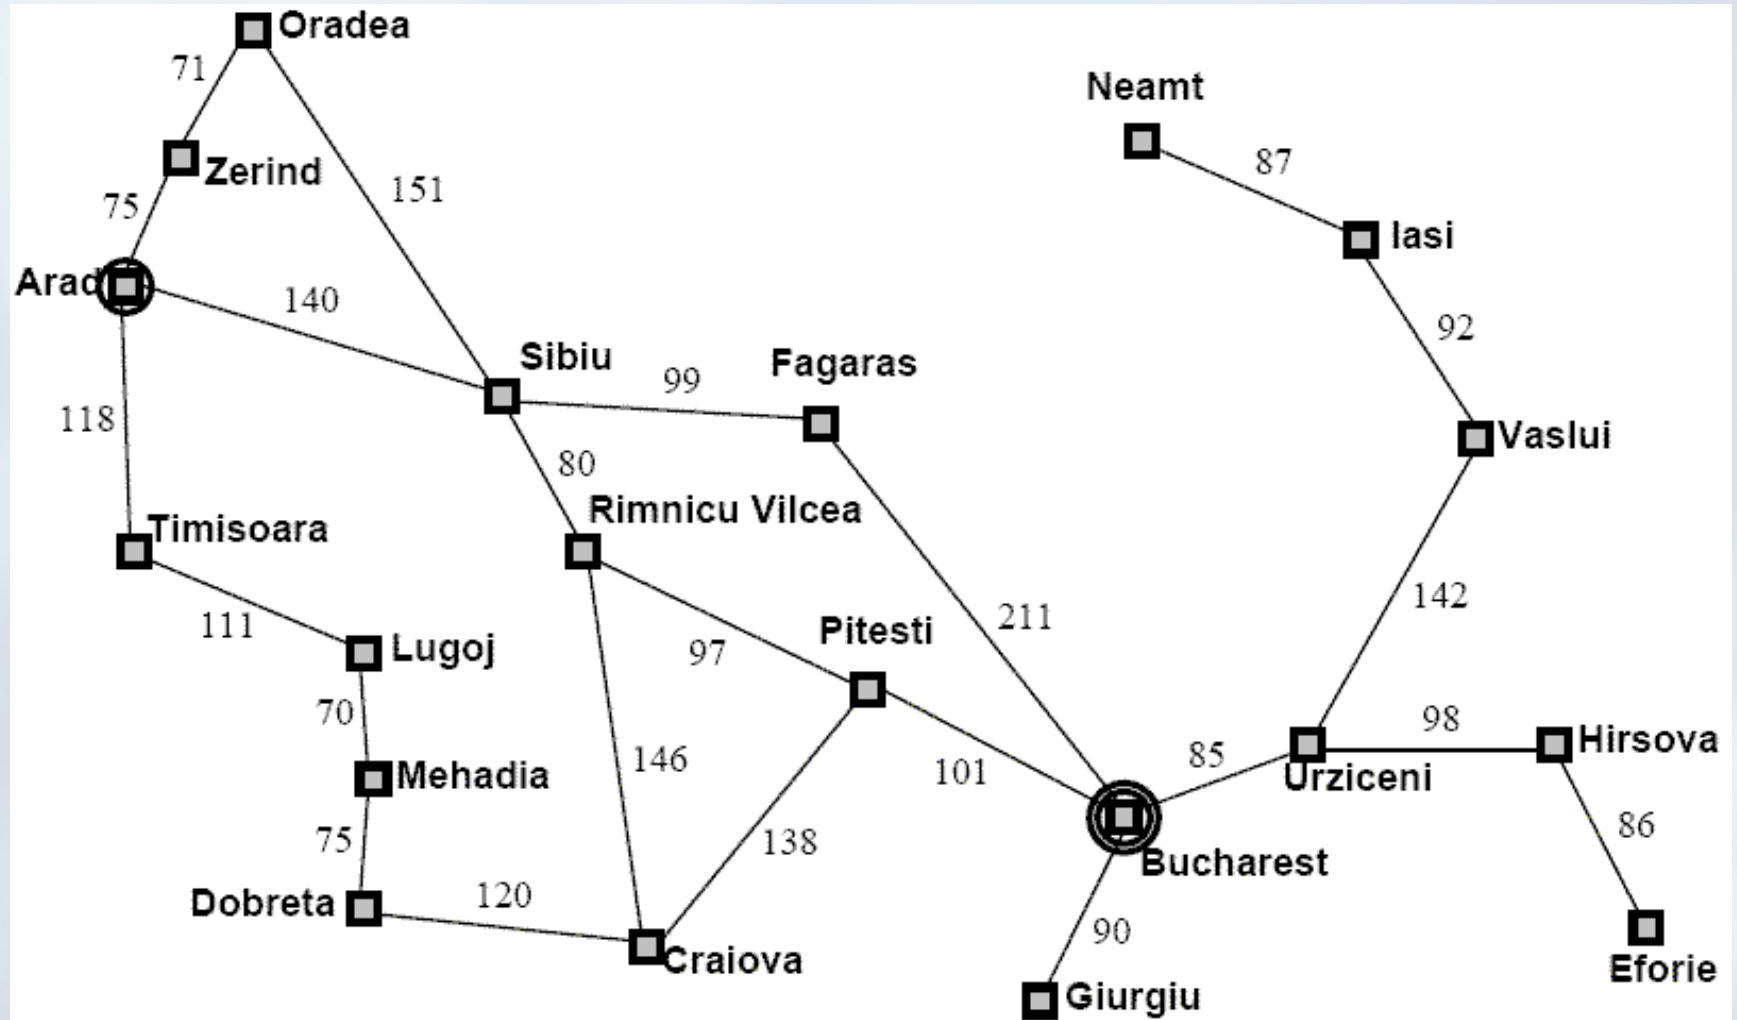 Oradea
71
Neamt
87
Zerind
151
75
Iasi
Arad
140
92
Sibiu
Fagaras
99
118
Vaslui
80
Rimnicu Vilcea
Timisoara
142
211
111
Pitesti
Lugoj
97
70
98
Hirsova
146
85
Mehadia
101
Urziceni
86
75
138
Bucharest
120
Dobreta
90
Craiova
Eforie
Giurgiu